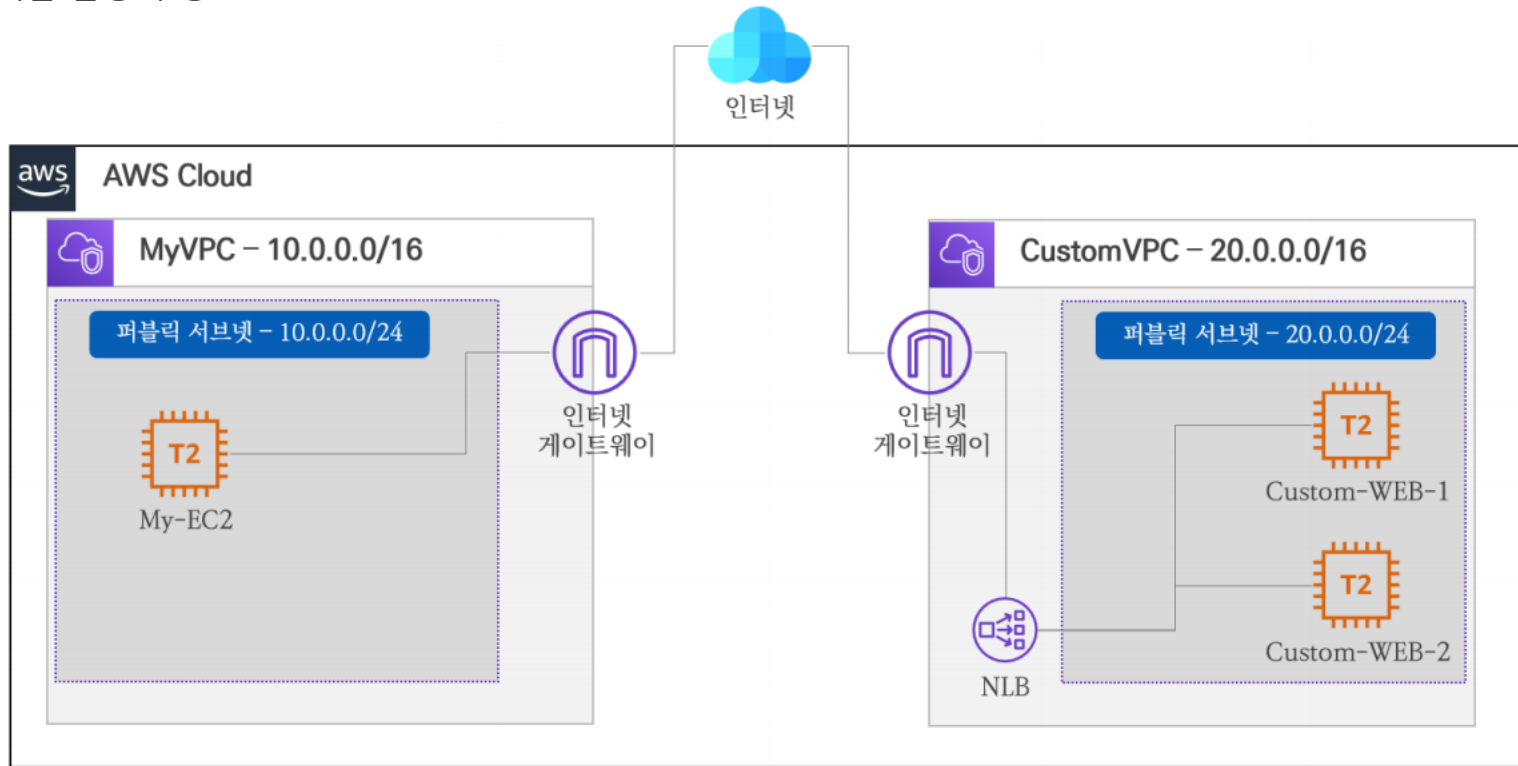 인터넷
aws
AWS Cloud
MyVPC – 10.0.0.0/16
CustomVPC – 20.0.0.0/16
퍼블릭 서브넷 – 10.0.0.0/24
퍼블릭 서브넷 – 20.0.0.0/24
인터넷
게이트웨이
인터넷
게이트웨이
T2
My-EC2
T2
Custom-WEB-1
T2
Custom-WEB-2
NLB